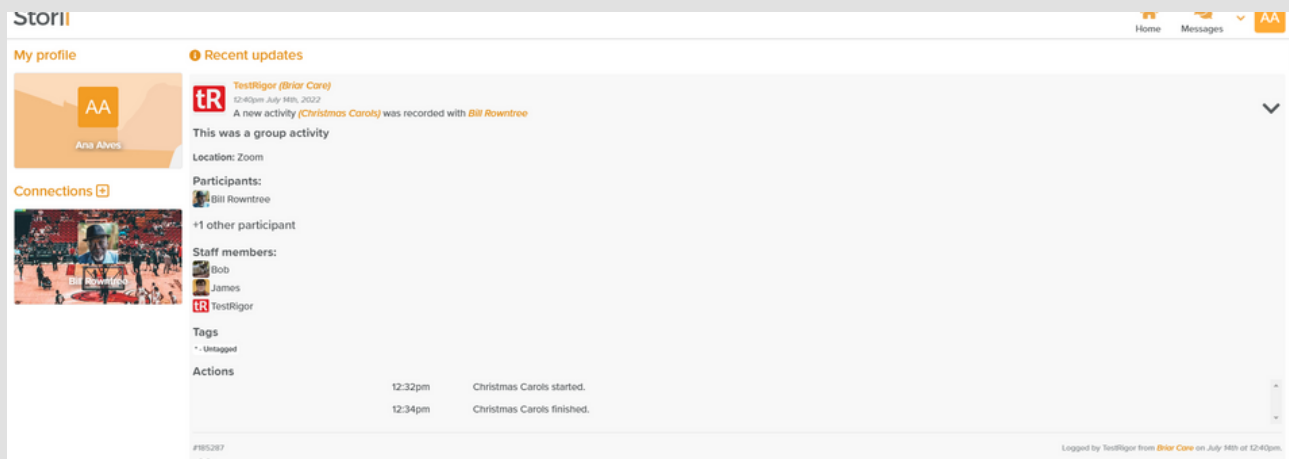 Storii
Home
Messages
AA
My profile
AA
Ana Alves
Connections
Bill Rowntree
Recent updates
tR
TestRigor (Briar Care)
12:40pm July 14th, 2022
A new activity (Christmas Carols) was recorded with Bill Rowntree
This was a group activity
Location: Zoom
Participants:
Bill Rowntree
+1 other participant
Staff members:
Bob
James
tR TestRigor
Tags
* - Untagged
Actions
12:32pm Christmas Carols started.
12:34pm Christmas Carols finished.
#185287
Logged by TestRigor from Briar Care on July 14th at 12:40pm.